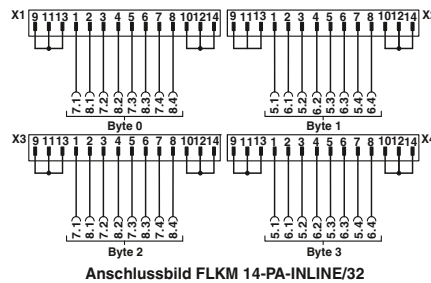 X1 9 11 13 1 2 3 4 5 6 7 8 10 12 14
7.1 8.1 7.2 8.2 7.3 8.3 7.4 8.4
Byte 0
9 11 13 1 2 3 4 5 6 7 8 10 12 14 X2
5.1 6.1 5.2 6.2 5.3 6.3 5.4 6.4
Byte 1
X3 9 11 13 1 2 3 4 5 6 7 8 10 12 14
7.1 8.1 7.2 8.2 7.3 8.3 7.4 8.4
Byte 2
9 11 13 1 2 3 4 5 6 7 8 10 12 14 X4
5.1 6.1 5.2 6.2 5.3 6.3 5.4 6.4
Byte 3
Anschlussbild FLKM 14-PA-INLINE/32